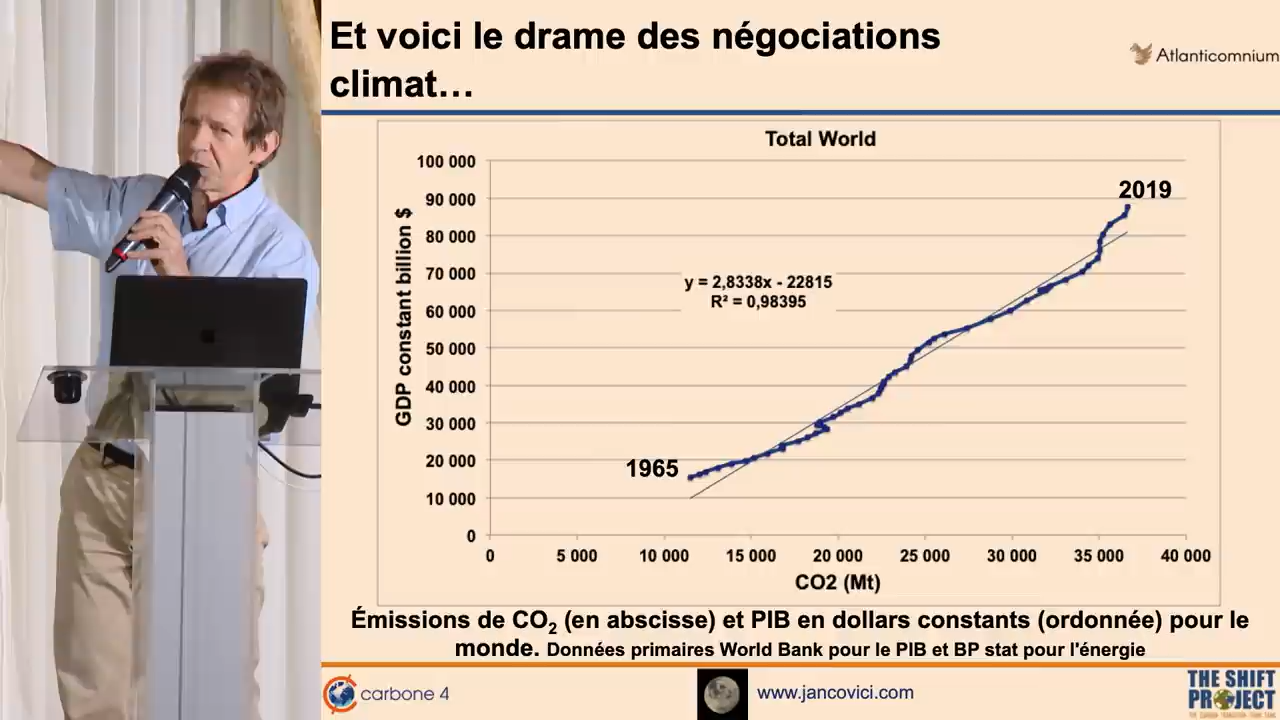 Et voici le drame des négociations
climat…
Atlanticomnium
Total World
100 000
90 000
80 000
70 000
60 000
50 000
40 000
30 000
20 000
10 000
0
GDP constant billion $
2019
y = 2,8338x - 22815
R² = 0,98395
1965
0 5 000 10 000 15 000 20 000 25 000 30 000 35 000 40 000
CO2 (Mt)
Émissions de CO₂ (en abscisse) et PIB en dollars constants (ordonnée) pour le
monde. Données primaires World Bank pour le PIB et BP stat pour l'énergie
carbone 4
www.jancovici.com
THE SHIFT
PROJECT